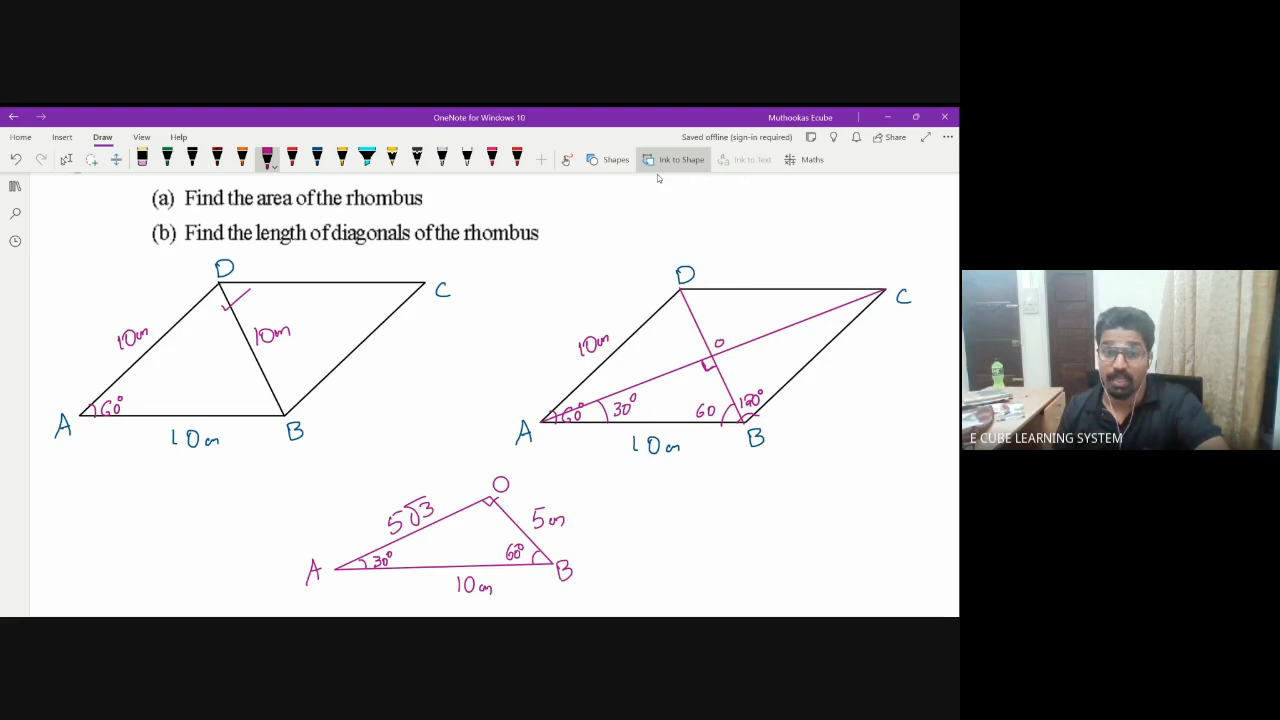 OneNote for Windows 10
Muthookas Ecube
Home Insert Draw View Help
Saved offline (sign-in required)
Share
Shapes
Ink to Shape
Ink to Text
Maths
(a) Find the area of the rhombus
(b) Find the length of diagonals of the rhombus
D
C
10cm
10cm
60°
A
B
10cm
D
C
10cm
O
60°
30°
60
120°
A
B
10cm
O
5√3
5cm
30°
60°
A
B
10cm
E CUBE LEARNING SYSTEM